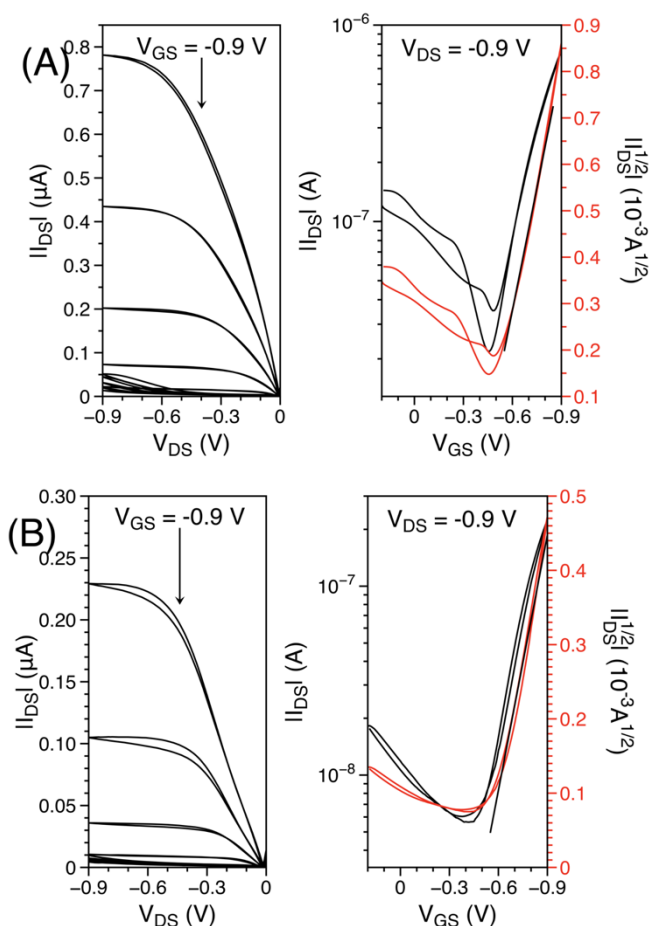 (A)
V_GS = -0.9 V
0.8
0.7
0.6
0.5
0.4
0.3
0.2
0.1
0
|I_DS| (µA)
−0.9 −0.6 −0.3 0
V_DS (V)
V_DS = -0.9 V
10⁻⁶
10⁻⁷
|I_DS| (A)
0 −0.3 −0.6 −0.9
V_GS (V)
0.9
0.8
0.7
0.6
0.5
0.4
0.3
0.2
0.1
|I_DS^1/2| (10⁻³ A^1/2)
(B)
V_GS = -0.9 V
0.30
0.25
0.20
0.15
0.10
0.05
0
|I_DS| (µA)
−0.9 −0.6 −0.3 0
V_DS (V)
V_DS = -0.9 V
10⁻⁷
10⁻⁸
|I_DS| (A)
0 −0.3 −0.6 −0.9
V_GS (V)
0.5
0.4
0.3
0.2
0.1
0
|I_DS^1/2| (10⁻³ A^1/2)